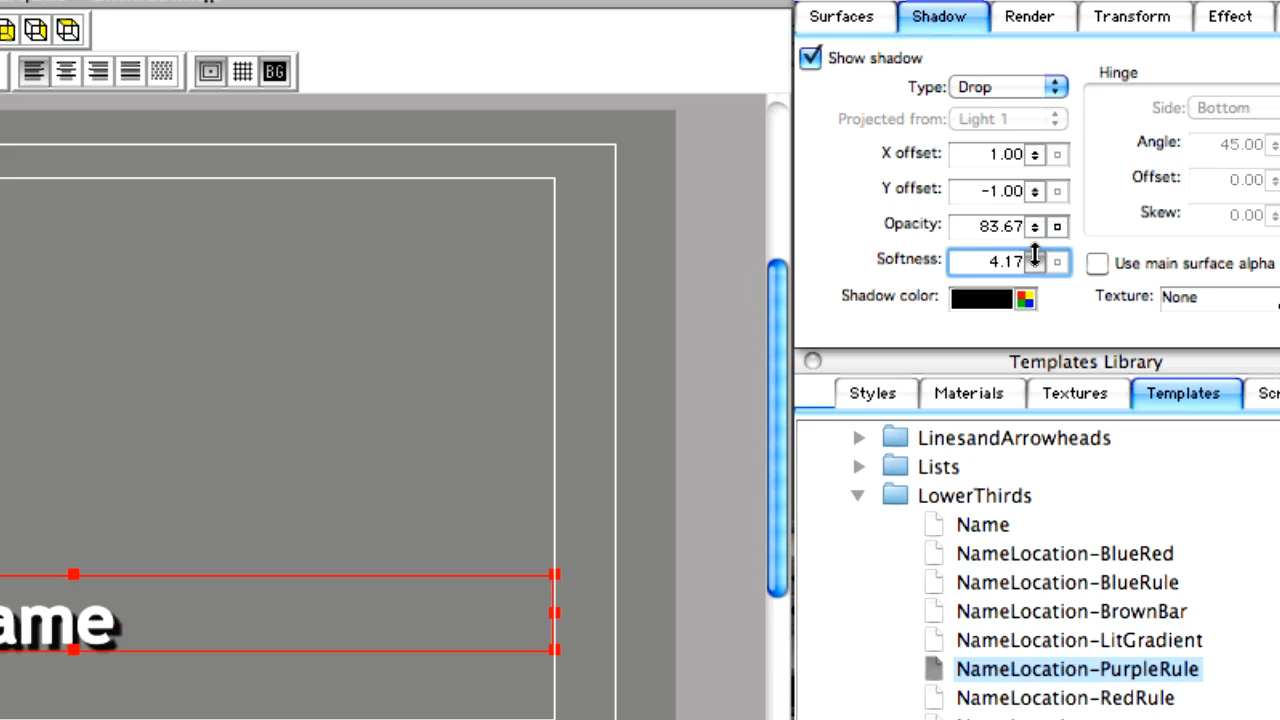 Surfaces Shadow Render Transform Effect
Show shadow
Hinge
Type: Drop
Side: Bottom
Projected from: Light 1
Angle: 45.00
X offset: 1.00
Offset: 0.00
Y offset: -1.00
Skew: 0.00
Opacity: 83.67
Softness: 4.17
Use main surface alpha
Shadow color:
Texture: None
BG
Templates Library
Styles Materials Textures Templates Scr
LinesandArrowheads
Lists
LowerThirds
Name
NameLocation-BlueRed
NameLocation-BlueRule
NameLocation-BrownBar
NameLocation-LitGradient
NameLocation-PurpleRule
NameLocation-RedRule
ame